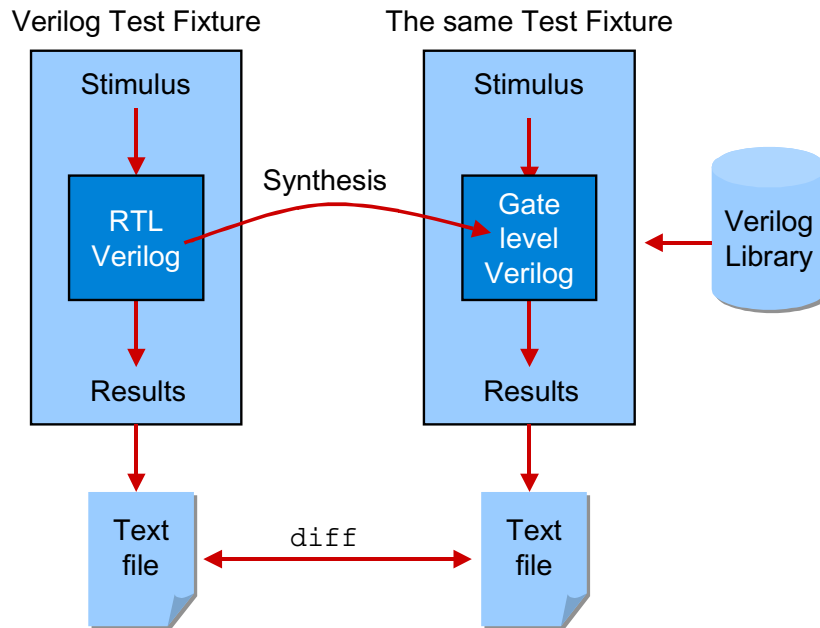 Verilog Test Fixture
The same Test Fixture
Stimulus
Stimulus
Synthesis
RTL
Verilog
Gate
level
Verilog
Verilog
Library
Results
Results
Text
file
diff
Text
file